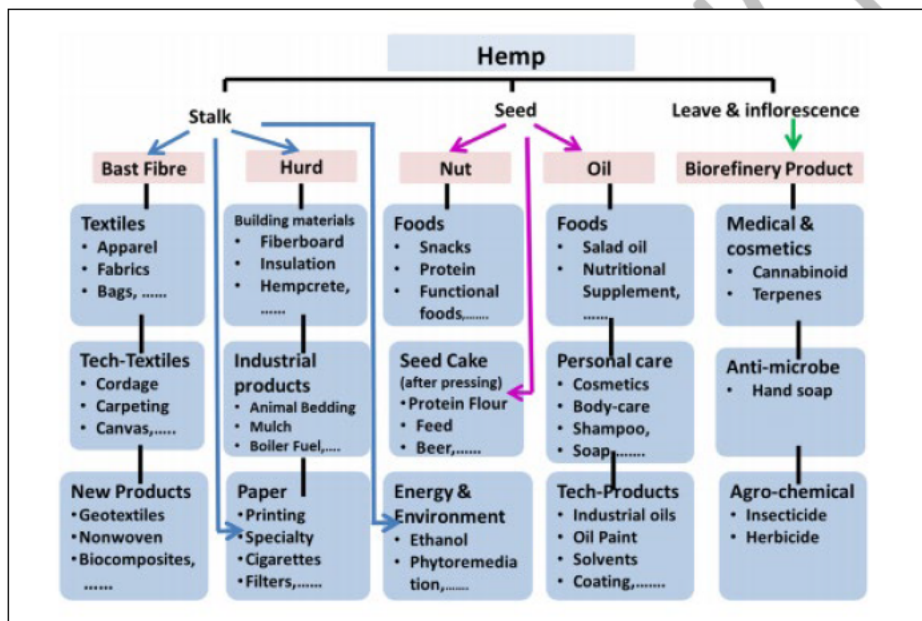 Hemp
Stalk
Seed
Leave & inflorescence
Bast Fibre
Hurd
Nut
Oil
Biorefinery Product
Textiles
• Apparel
• Fabrics
• Bags, ......
Building materials
• Fiberboard
• Insulation
• Hempcrete,
......
Foods
• Snacks
• Protein
• Functional
foods,.......
Foods
• Salad oil
• Nutritional
Supplement,
......
Medical &
cosmetics
• Cannabinoid
• Terpenes
Tech-Textiles
• Cordage
• Carpeting
• Canvas,.....
Industrial
products
• Animal Bedding
• Mulch
• Boiler Fuel,....
Seed Cake
(after pressing)
•Protein Flour
• Feed
• Beer,......
Personal care
• Cosmetics
• Body-care
• Shampoo,
• Soap,.......
Anti-microbe
• Hand soap
New Products
•Geotextiles
•Nonwoven
•Biocomposites,
......
Paper
•Printing
•Specialty
•Cigarettes
•Filters,......
Energy &
Environment
• Ethanol
• Phytoremedia
tion,.......
Tech-Products
• Industrial oils
• Oil Paint
• Solvents
• Coating,.......
Agro-chemical
• Insecticide
• Herbicide